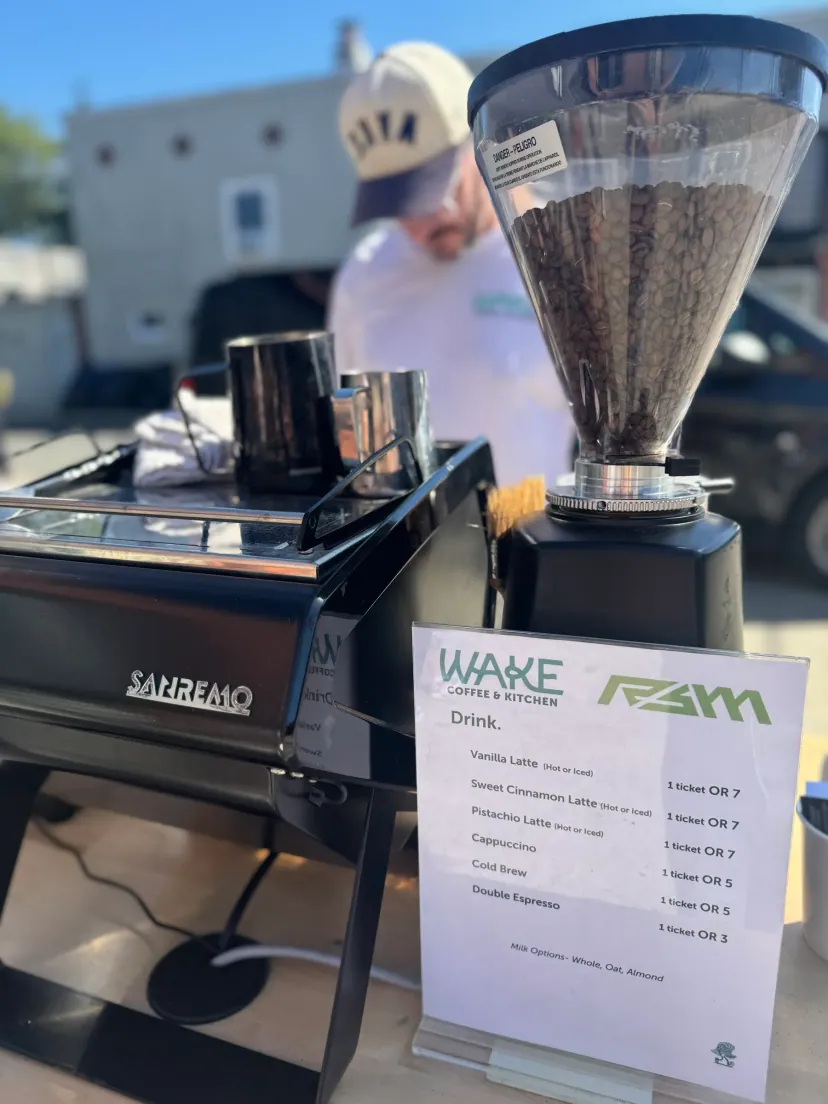 DANGER - PELIGRO
SANREMO
WAKE
COFFEE & KITCHEN
Drink.
Vanilla Latte (Hot or Iced) 1 ticket OR 7
Sweet Cinnamon Latte (Hot or Iced) 1 ticket OR 7
Pistachio Latte (Hot or Iced) 1 ticket OR 7
Cappuccino 1 ticket OR 5
Cold Brew 1 ticket OR 5
Double Espresso 1 ticket OR 3
Milk Options- Whole, Oat, Almond